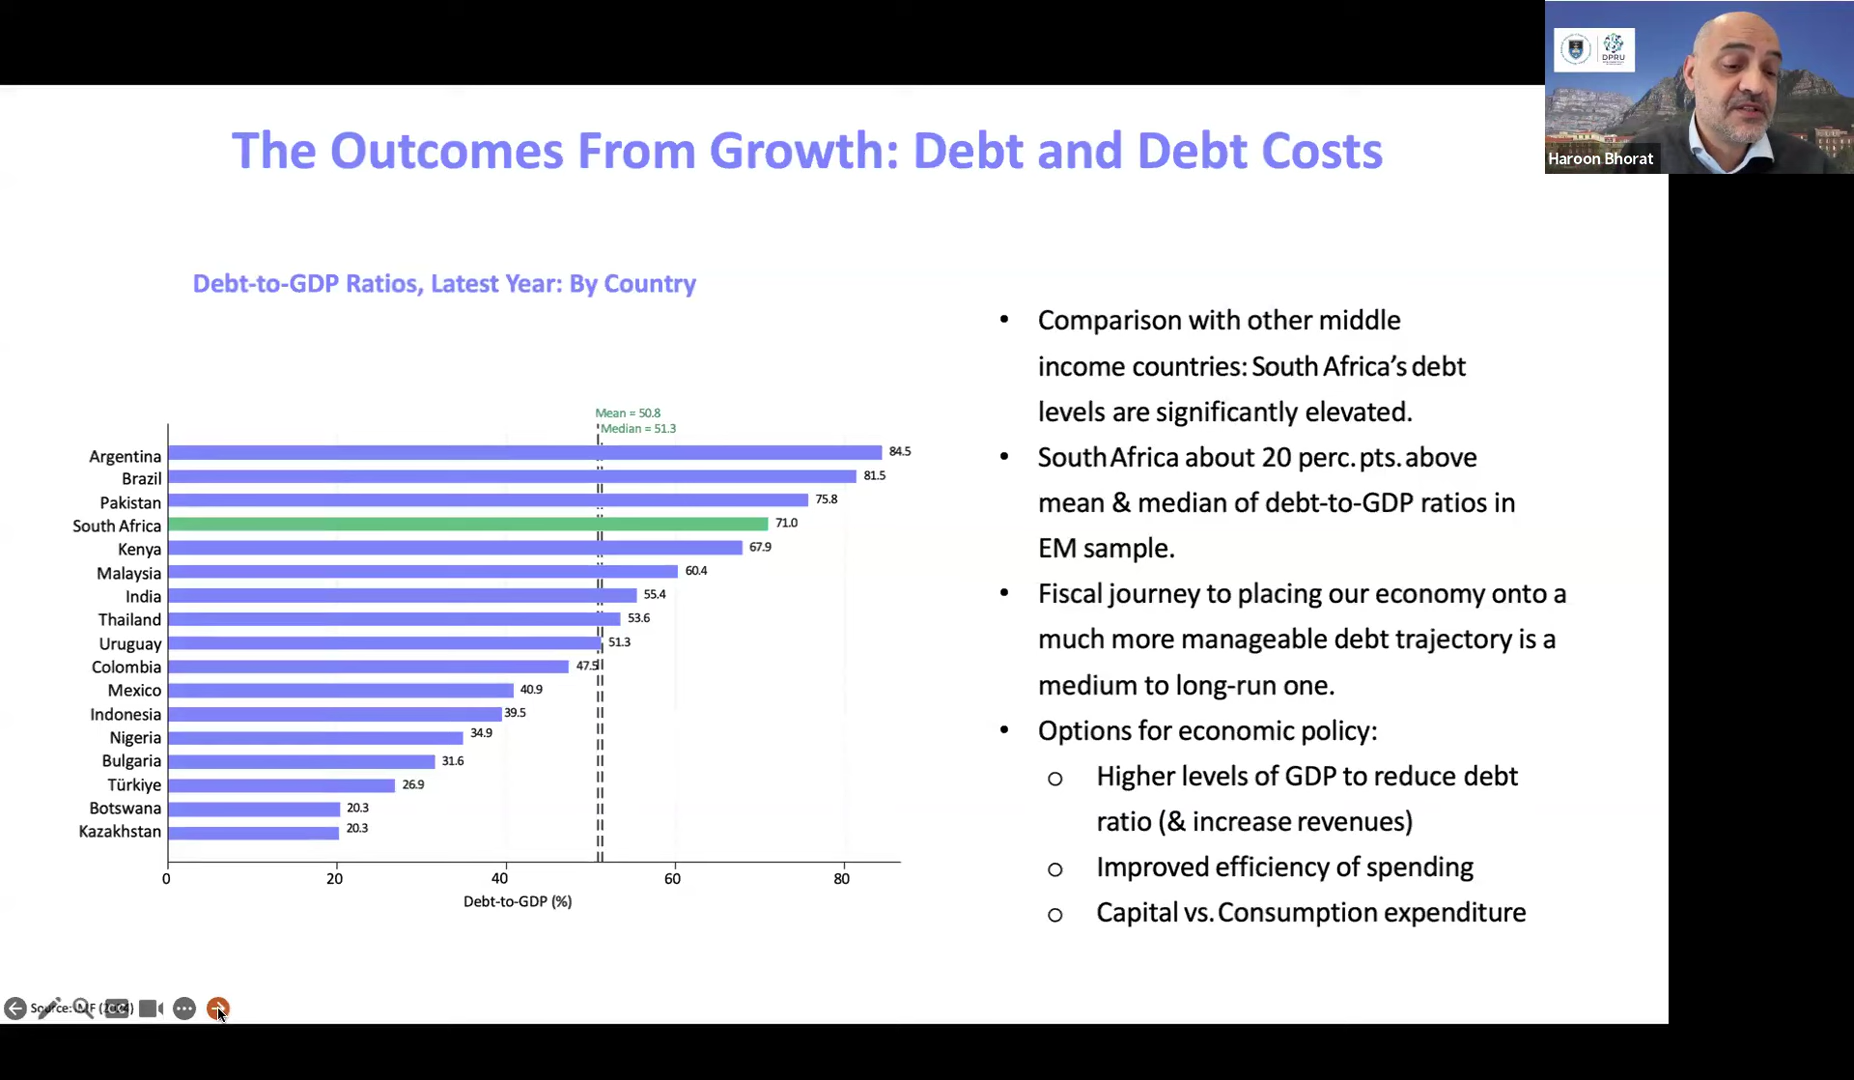 DPRU
Haroon Bhorat
The Outcomes From Growth: Debt and Debt Costs
Debt-to-GDP Ratios, Latest Year: By Country
Mean = 50.8
Median = 51.3
Argentina 84.5
Brazil 81.5
Pakistan 75.8
South Africa 71.0
Kenya 67.9
Malaysia 60.4
India 55.4
Thailand 53.6
Uruguay 51.3
Colombia 47.5
Mexico 40.9
Indonesia 39.5
Nigeria 34.9
Bulgaria 31.6
Türkiye 26.9
Botswana 20.3
Kazakhstan 20.3
0 20 40 60 80
Debt-to-GDP (%)
• Comparison with other middle
income countries: South Africa’s debt
levels are significantly elevated.
• South Africa about 20 perc. pts. above
mean & median of debt-to-GDP ratios in
EM sample.
• Fiscal journey to placing our economy onto a
much more manageable debt trajectory is a
medium to long-run one.
• Options for economic policy:
o Higher levels of GDP to reduce debt
ratio (& increase revenues)
o Improved efficiency of spending
o Capital vs. Consumption expenditure
Source: IMF